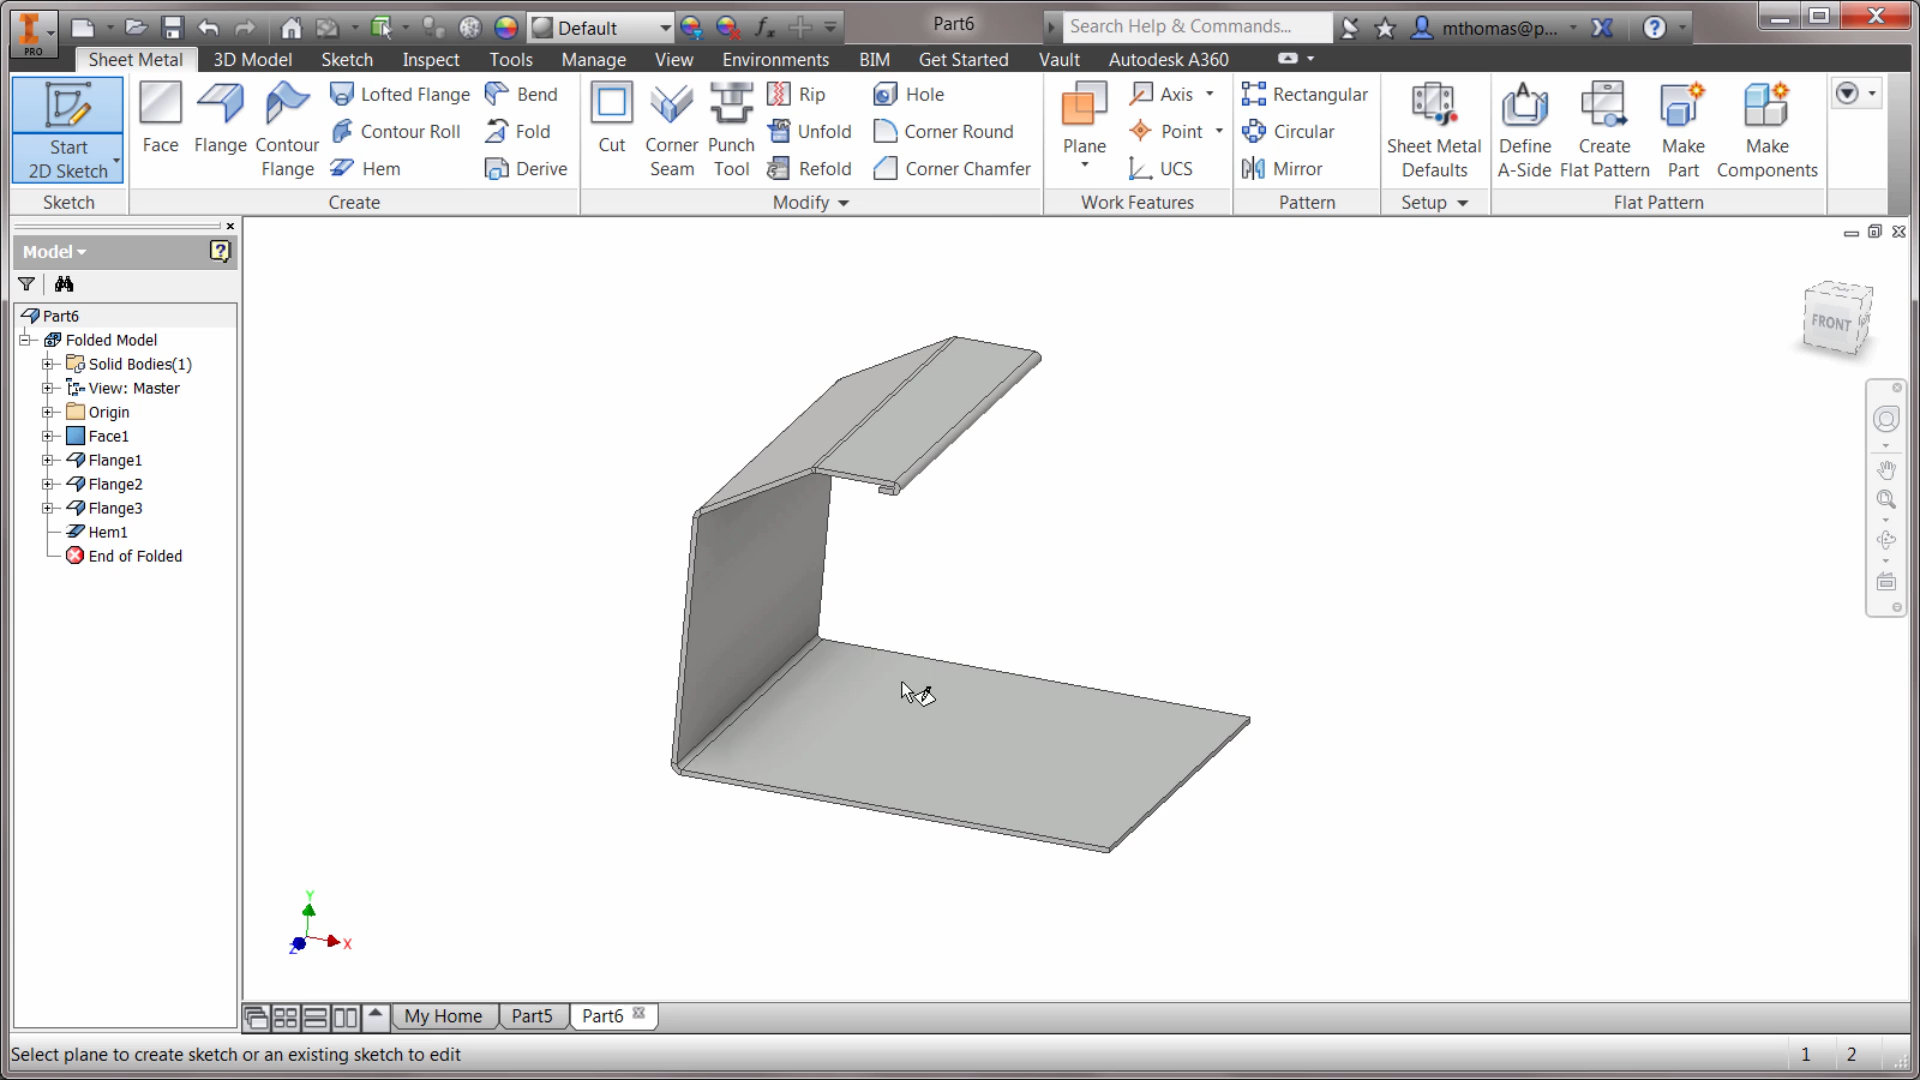 PRO
Default
Part6
Search Help & Commands...
mthomas@p...
Sheet Metal 3D Model Sketch Inspect Tools Manage View Environments BIM Get Started Vault Autodesk A360
Start
2D Sketch
Face
Flange
Contour
Flange
Lofted Flange
Contour Roll
Hem
Bend
Fold
Derive
Cut
Corner
Seam
Punch
Tool
Rip
Unfold
Refold
Hole
Corner Round
Corner Chamfer
Plane
Axis
Point
UCS
Rectangular
Circular
Mirror
Sheet Metal
Defaults
Define
A-Side
Create
Flat Pattern
Make
Part
Make
Components
Sketch Create Modify Work Features Pattern Setup Flat Pattern
Model
Part6
Folded Model
Solid Bodies(1)
View: Master
Origin
Face1
Flange1
Flange2
Flange3
Hem1
End of Folded
FRONT
Y
X
Z
My Home Part5 Part6
Select plane to create sketch or an existing sketch to edit
1 2